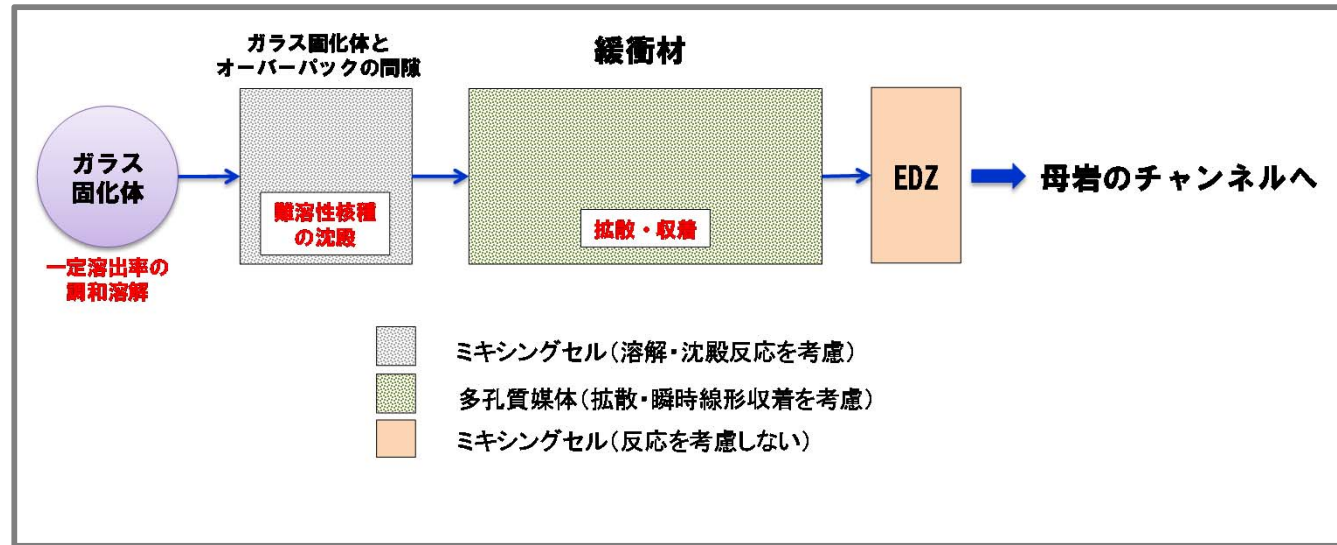 ガラス固化体と
オーバーパックの間隙
緩衝材
ガラス
固化体
難溶性核種
の沈殿
拡散・収着
EDZ
母岩のチャンネルへ
一定溶出率の
調和溶解
ミキシングセル(溶解・沈殿反応を考慮)
多孔質媒体(拡散・瞬時線形収着を考慮)
ミキシングセル(反応を考慮しない)